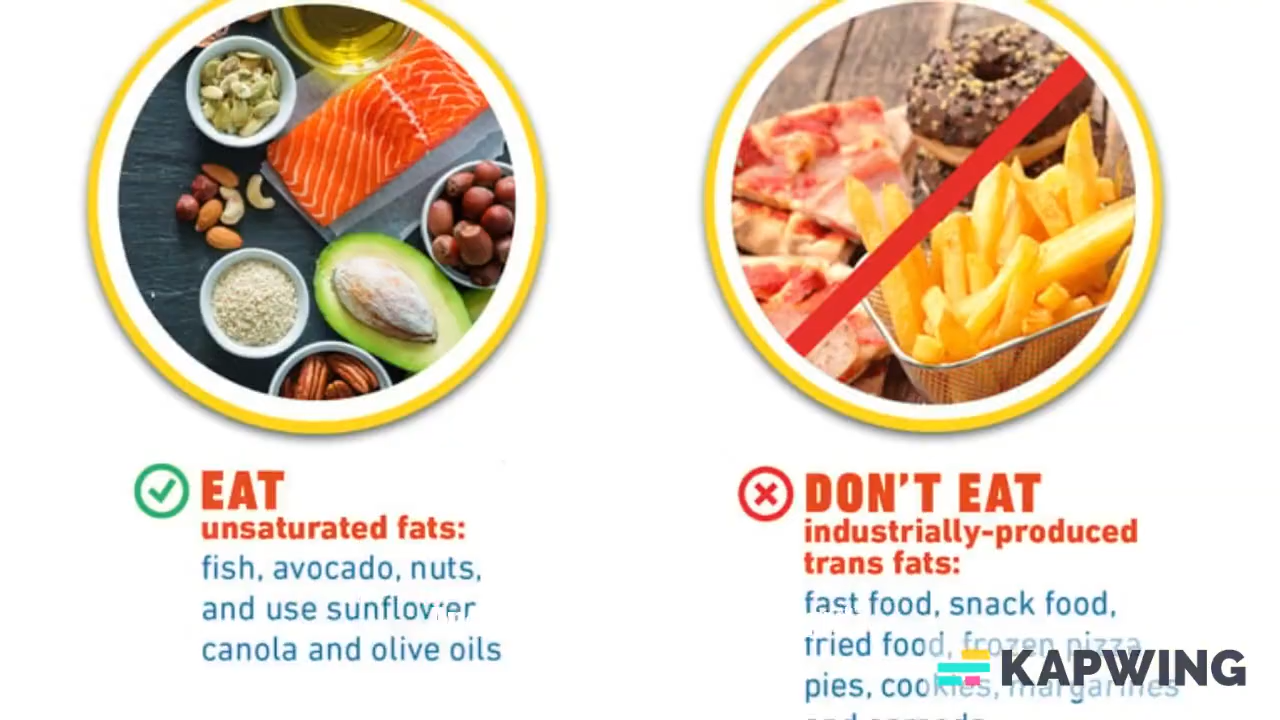 EAT
unsaturated fats:
fish, avocado, nuts,
and use sunflower
canola and olive oils
DON'T EAT
industrially-produced
trans fats:
fast food, snack food,
fried food, frozen pizza
pies, cookies, margarines
KAPWING